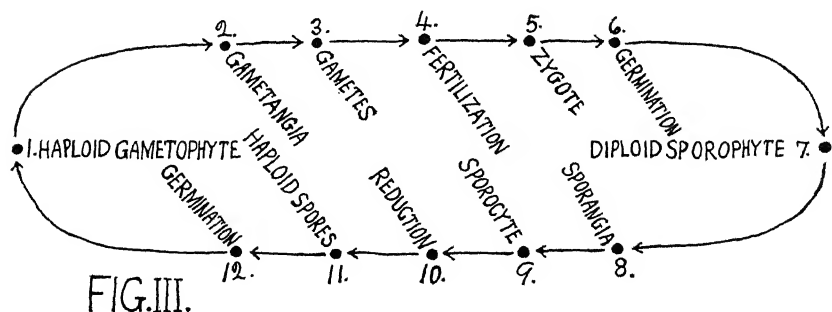 2. GAMETANGIA
3. GAMETES
4. FERTILIZATION
5. ZYGOTE
6. GERMINATION
1. HAPLOID GAMETOPHYTE
DIPLOID SPOROPHYTE 7.
GERMINATION 12.
HAPLOID SPORES 11.
REDUCTION 10.
SPOROCYTE 9.
SPORANGIA 8.
FIG.III.